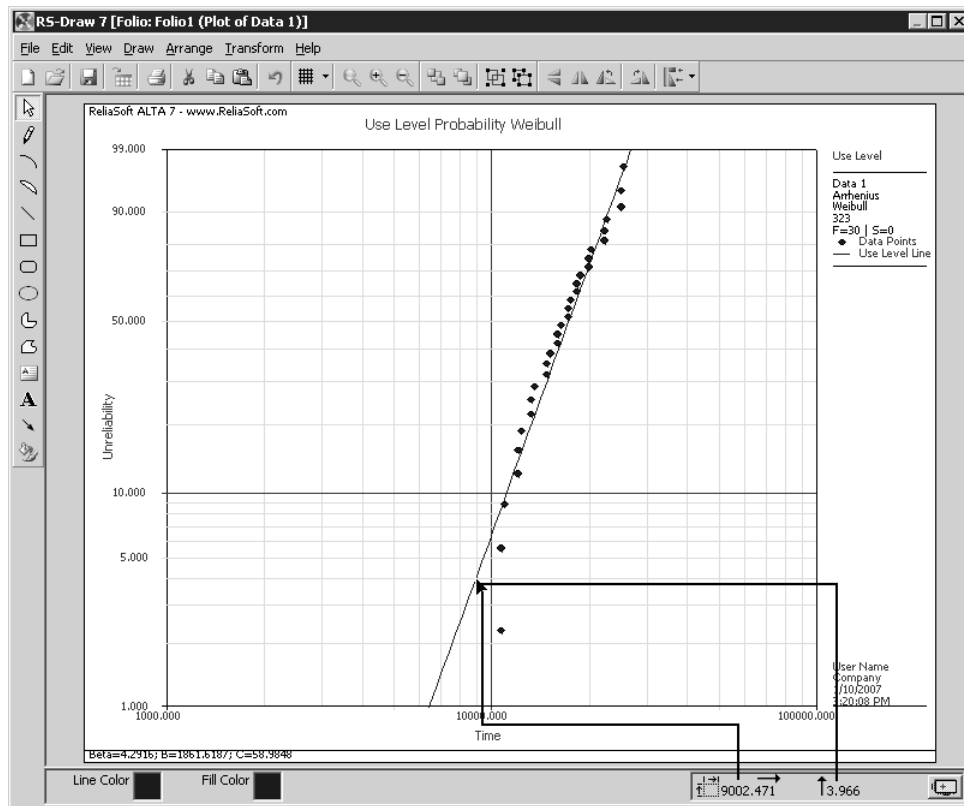 RS-Draw 7 [Folio: Folio1 (Plot of Data 1)]
File Edit View Draw Arrange Transform Help
ReliaSoft ALTA 7 - www.ReliaSoft.com
Use Level Probability Weibull
99.000
90.000
50.000
10.000
5.000
1.000
Unreliability
1000.000
10000.000
100000.000
Time
Use Level
Data 1
Arrhenius
Weibull
323
F=30 | S=0
Data Points
Use Level Line
User Name
Company
1/10/2007
3:20:08 PM
Beta=4.2916; B=1861.6187; C=58.9848
Line Color
Fill Color
9002.471
3.966